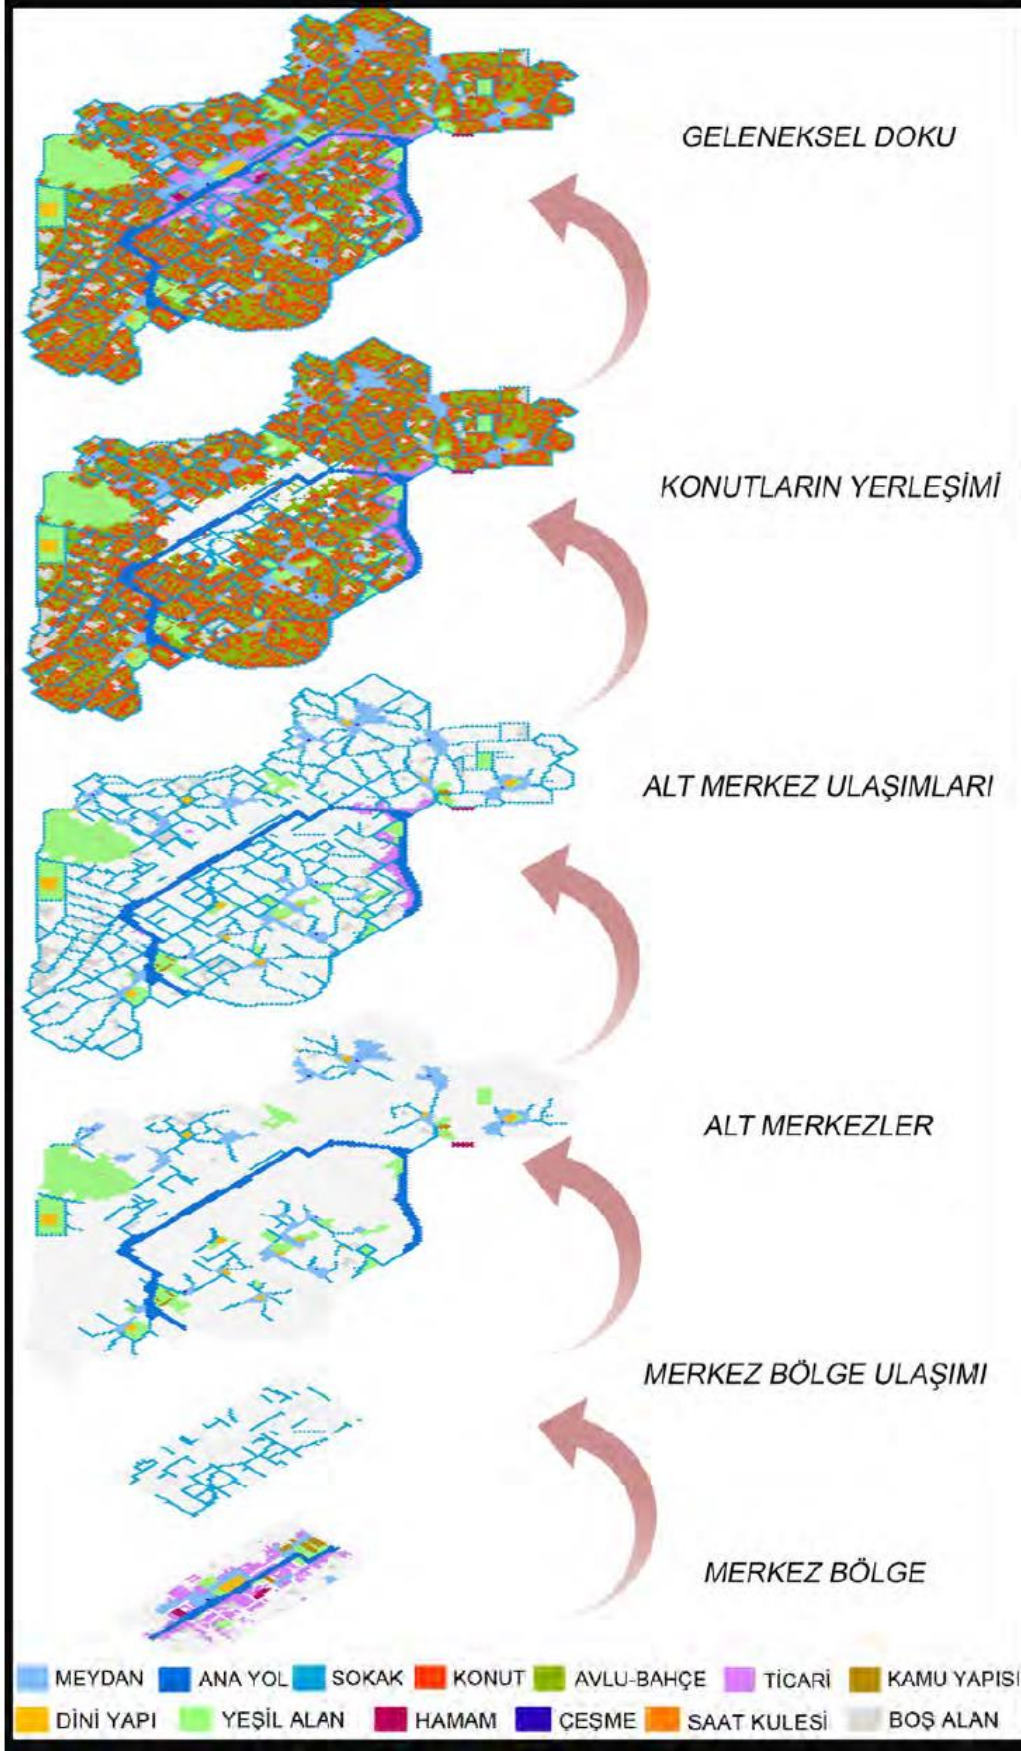 GELENEKSEL DOKU
KONUTLARIN YERLEŞİMİ
ALT MERKEZ ULAŞIMLARI
ALT MERKEZLER
MERKEZ BÖLGE ULAŞIMI
MERKEZ BÖLGE
MEYDAN ANA YOL SOKAK KONUT AVLU-BAHÇE TİCARİ KAMU YAPISI
DİNİ YAPI YEŞİL ALAN HAMAM ÇEŞME SAAT KULESİ BOŞ ALAN